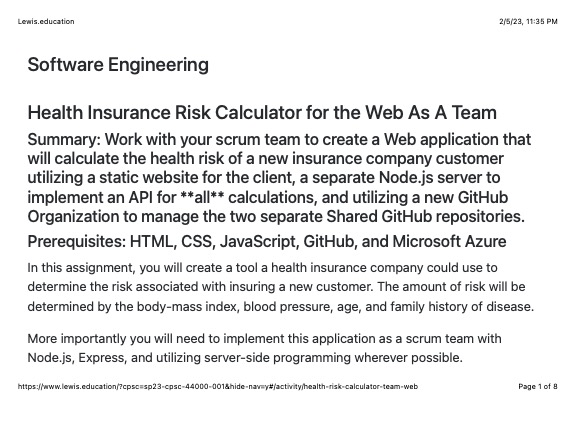 Lewis.education 2/5/23, 11:35 PM
Software Engineering
Health Insurance Risk Calculator for the Web As A Team
Summary: Work with your scrum team to create a Web application that
will calculate the health risk of a new insurance company customer
utilizing a static website for the client, a separate Node.js server to
implement an API for **all** calculations, and utilizing a new GitHub
Organization to manage the two separate Shared GitHub repositories.
Prerequisites: HTML, CSS, JavaScript, GitHub, and Microsoft Azure
In this assignment, you will create a tool a health insurance company could use to
determine the risk associated with insuring a new customer. The amount of risk will be
determined by the body-mass index, blood pressure, age, and family history of disease.
More importantly you will need to implement this application as a scrum team with
Node.js, Express, and utilizing server-side programming wherever possible.
https://www.lewis.education/?cpsc=sp23-cpsc-44000-001&hide-nav=y#/activity/health-risk-calculator-team-web Page 1 of 8